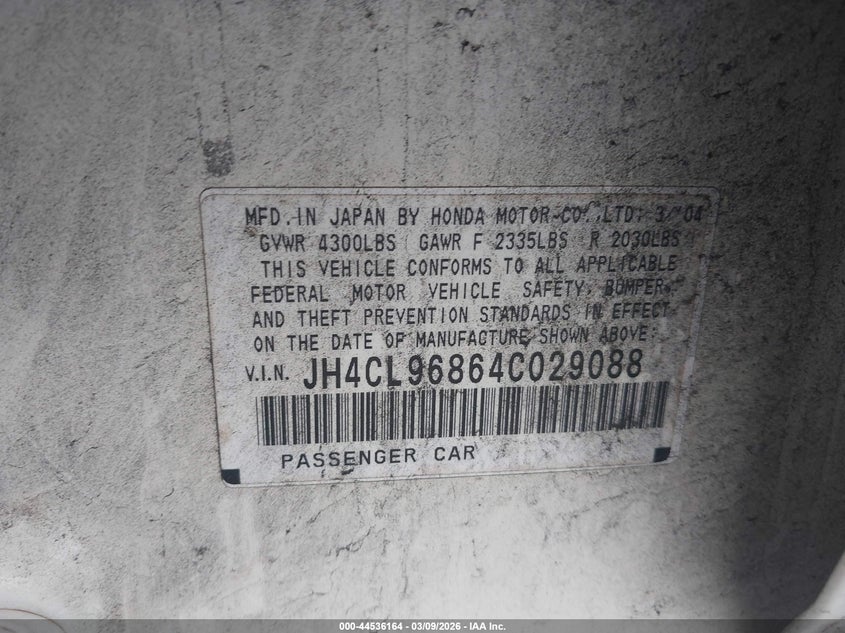 MFD. IN JAPAN BY HONDA MOTOR CO., LTD. 3/04
GVWR 4300LBS GAWR F 2335LBS R 2030LBS
THIS VEHICLE CONFORMS TO ALL APPLICABLE
FEDERAL MOTOR VEHICLE SAFETY, BUMPER,
AND THEFT PREVENTION STANDARDS IN EFFECT
ON THE DATE OF MANUFACTURE SHOWN ABOVE.
V.I.N. JH4CL96864C029088
PASSENGER CAR
000-44536164 - 03/09/2026 - IAA Inc.